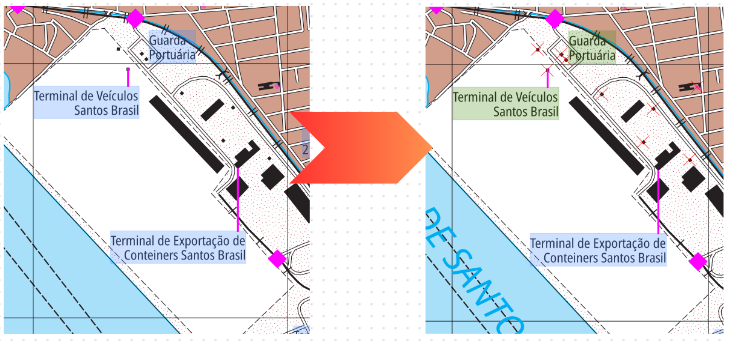 Guarda
Portuária
Terminal de Veículos
Santos Brasil
Terminal de Exportação de
Conteiners Santos Brasil
Guarda
Portuária
Terminal de Veículos
Santos Brasil
Terminal de Exportação de
Conteiners Santos Brasil
DE SANTO